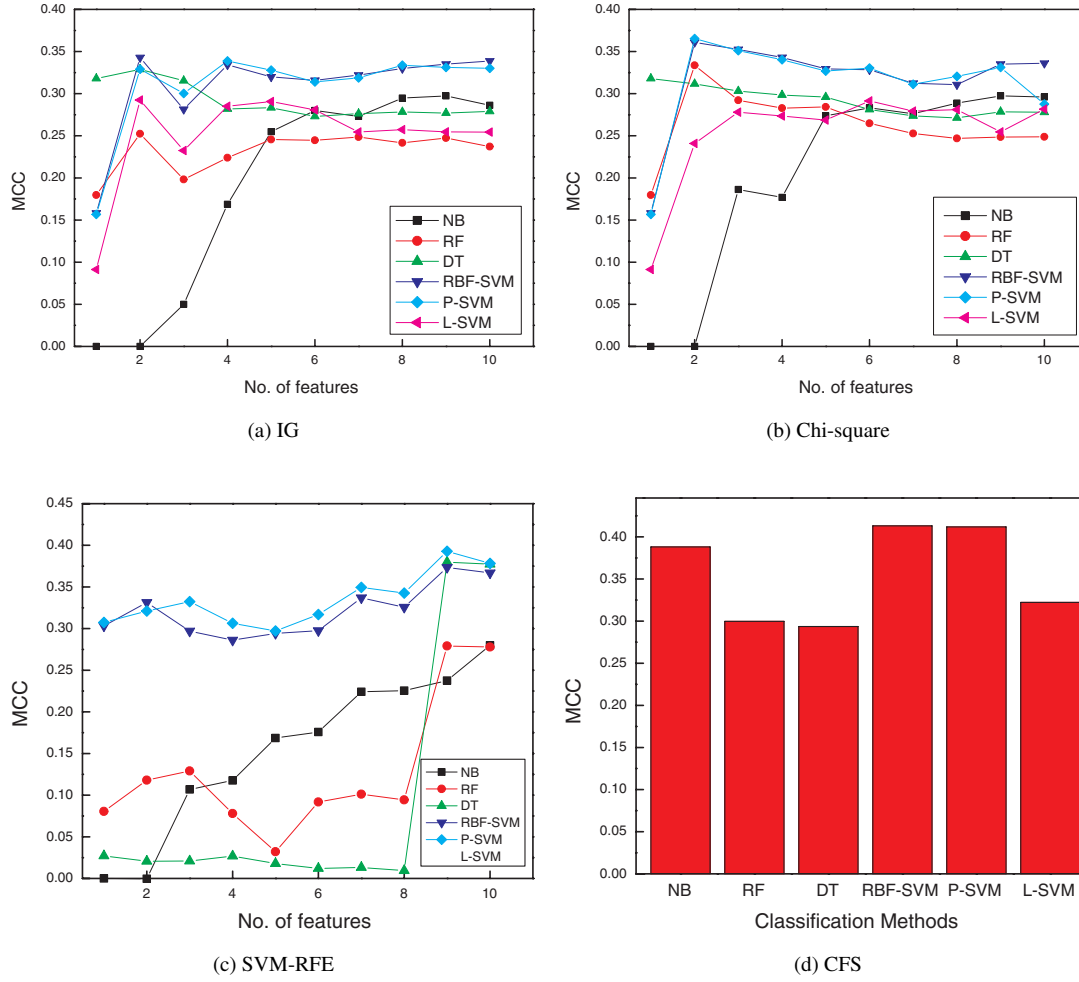 0.40
0.35
0.30
0.25
0.20
0.15
0.10
0.05
0.00
MCC
2 4 6 8 10
No. of features
NB
RF
DT
RBF-SVM
P-SVM
L-SVM
(a) IG
0.40
0.35
0.30
0.25
0.20
0.15
0.10
0.05
0.00
MCC
2 4 6 8 10
No. of features
NB
RF
DT
RBF-SVM
P-SVM
L-SVM
(b) Chi-square
0.45
0.40
0.35
0.30
0.25
0.20
0.15
0.10
0.05
0.00
MCC
2 4 6 8 10
No. of features
NB
RF
DT
RBF-SVM
P-SVM
L-SVM
(c) SVM-RFE
0.40
0.35
0.30
0.25
0.20
0.15
0.10
0.05
0.00
MCC
NB RF DT RBF-SVM P-SVM L-SVM
Classification Methods
(d) CFS